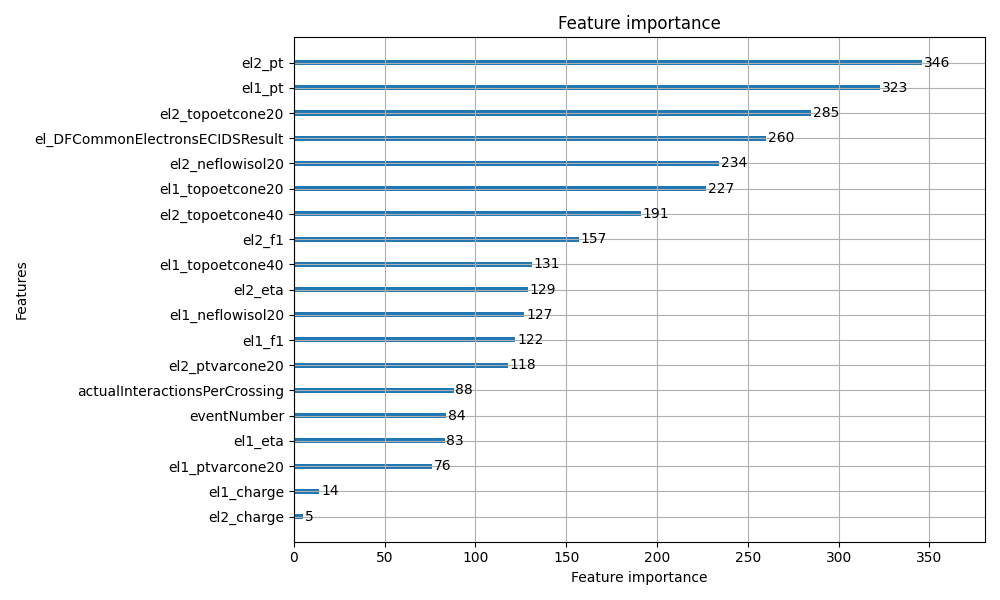 Feature importance
el2_pt 346
el1_pt 323
el2_topoetcone20 285
el_DFCommonElectronsECIDSResult 260
el2_neflowisol20 234
el1_topoetcone20 227
el2_topoetcone40 191
el2_f1 157
el1_topoetcone40 131
el2_eta 129
el1_neflowisol20 127
el1_f1 122
el2_ptvarcone20 118
actualInteractionsPerCrossing 88
eventNumber 84
el1_eta 83
el1_ptvarcone20 76
el1_charge 14
el2_charge 5
Features
0 50 100 150 200 250 300 350
Feature importance